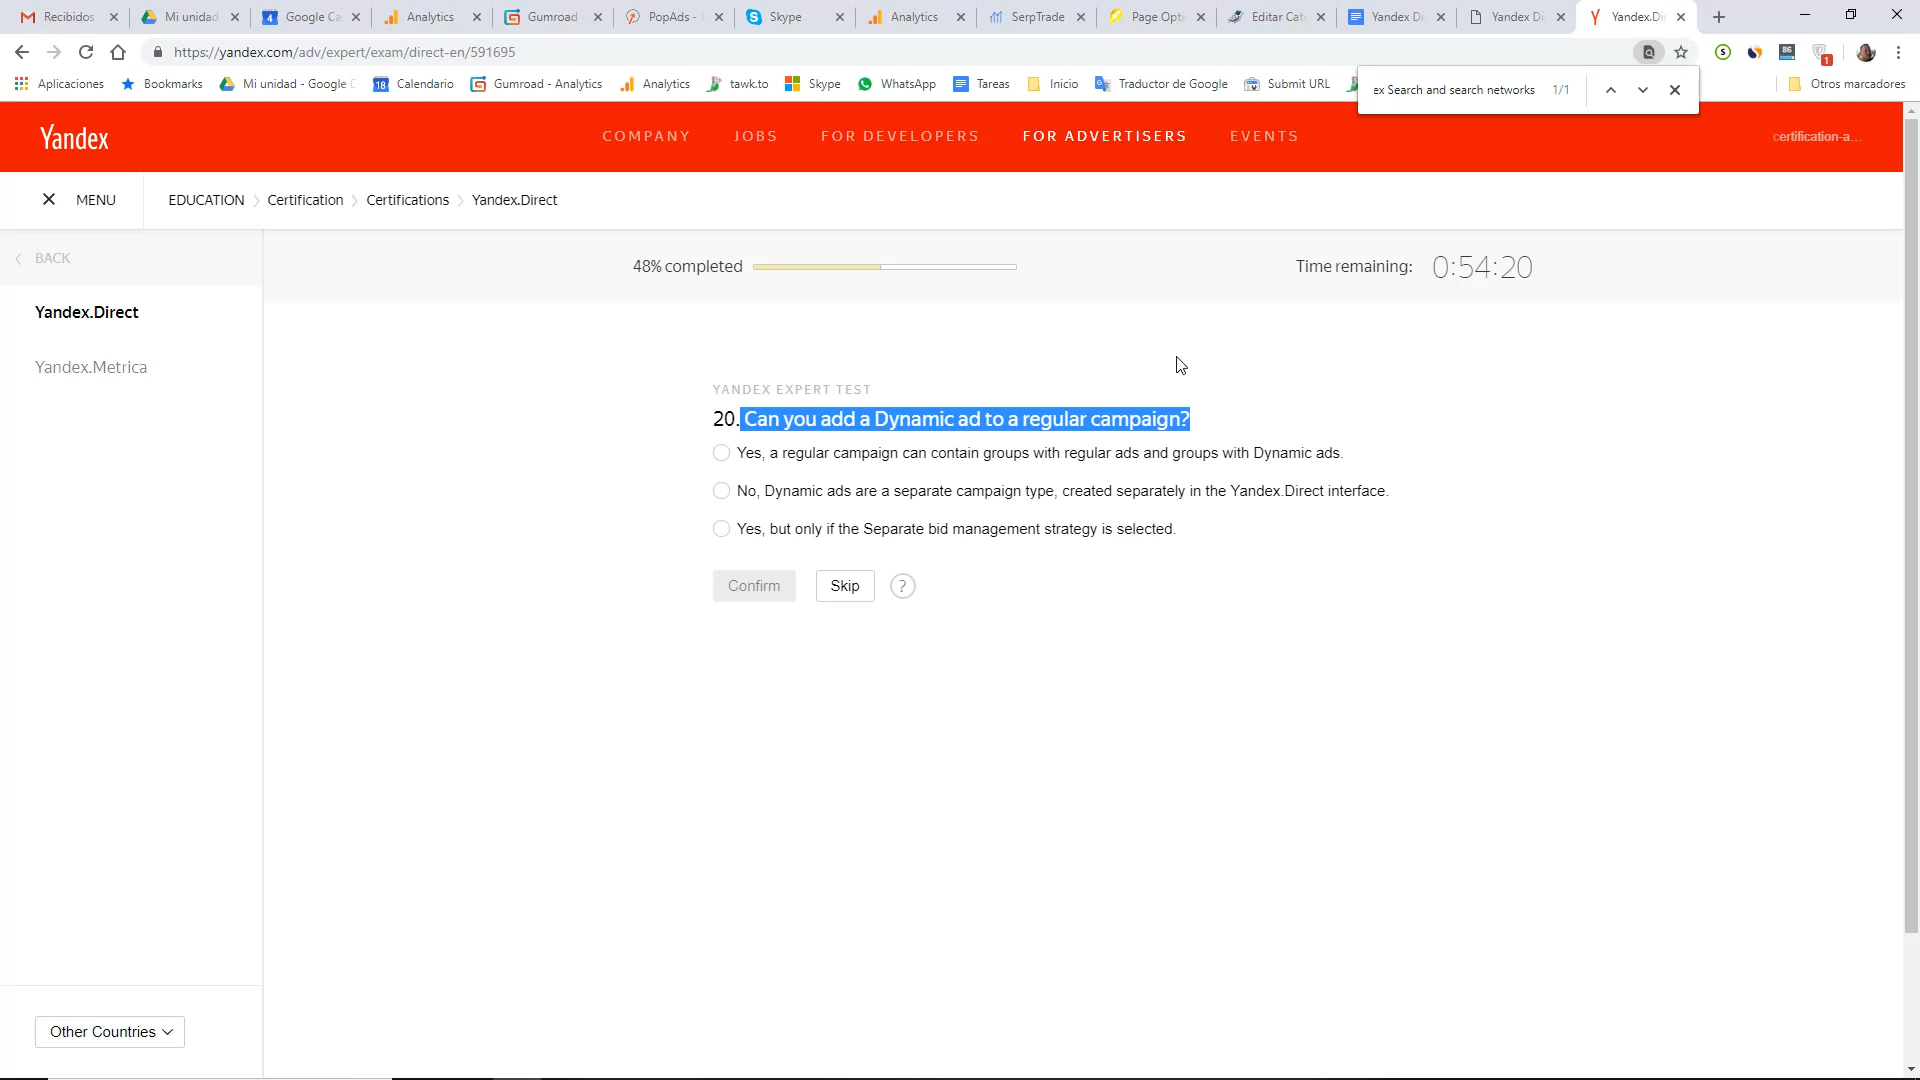 Recibidos
Mi unidad
Google Ca
Analytics
Gumroad
PopAds -
Skype
Analytics
SerpTrade
Page Opti
Editar Cat
Yandex Di
Yandex Di
Yandex.Di
https://yandex.com/adv/expert/exam/direct-en/591695
86
1
Aplicaciones
Bookmarks
Mi unidad - Google
18 Calendario
Gumroad - Analytics
Analytics
tawk.to
Skype
WhatsApp
Tareas
Inicio
Traductor de Google
Submit URL
ex Search and search networks 1/1
Otros marcadores
Yandex
COMPANY
JOBS
FOR DEVELOPERS
FOR ADVERTISERS
EVENTS
certification-a...
MENU
EDUCATION
Certification
Certifications
Yandex.Direct
BACK
48% completed
Time remaining: 0:54:20
Yandex.Direct
Yandex.Metrica
YANDEX EXPERT TEST
20. Can you add a Dynamic ad to a regular campaign?
Yes, a regular campaign can contain groups with regular ads and groups with Dynamic ads.
No, Dynamic ads are a separate campaign type, created separately in the Yandex.Direct interface.
Yes, but only if the Separate bid management strategy is selected.
Confirm
Skip
?
Other Countries